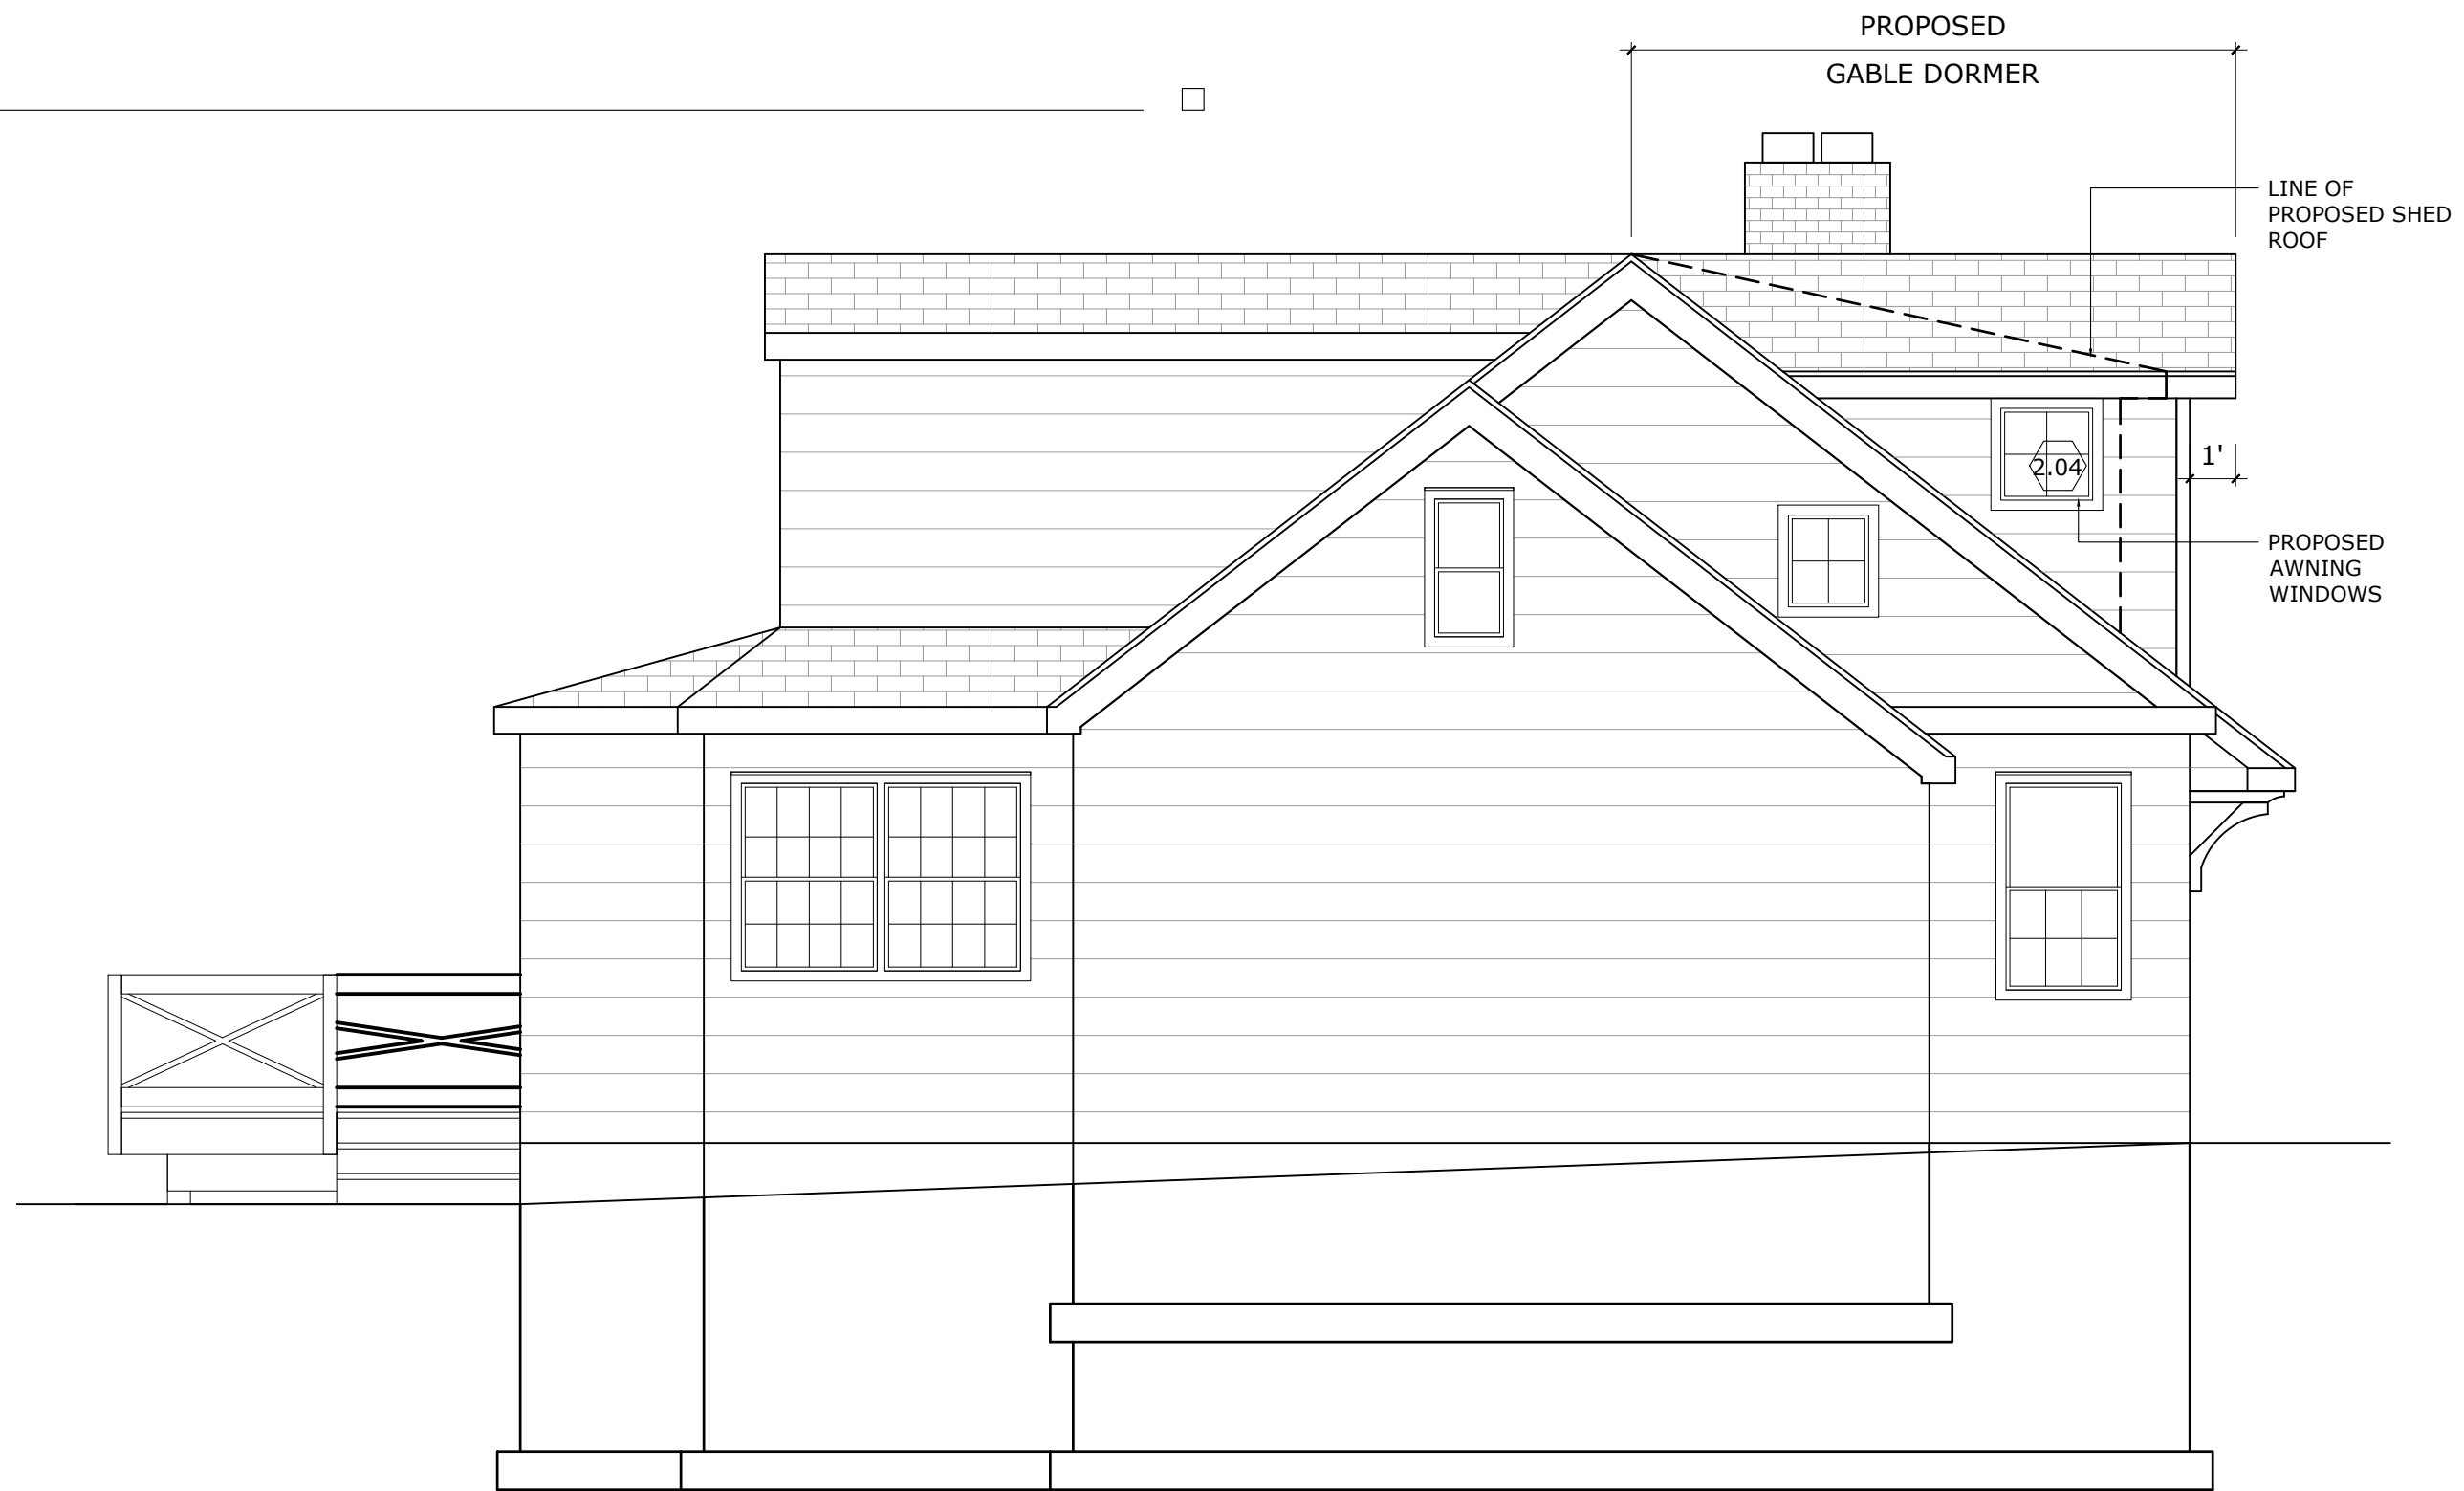 PROPOSED
GABLE DORMER
LINE OF
PROPOSED SHED
ROOF
1'
2.04
PROPOSED
AWNING
WINDOWS